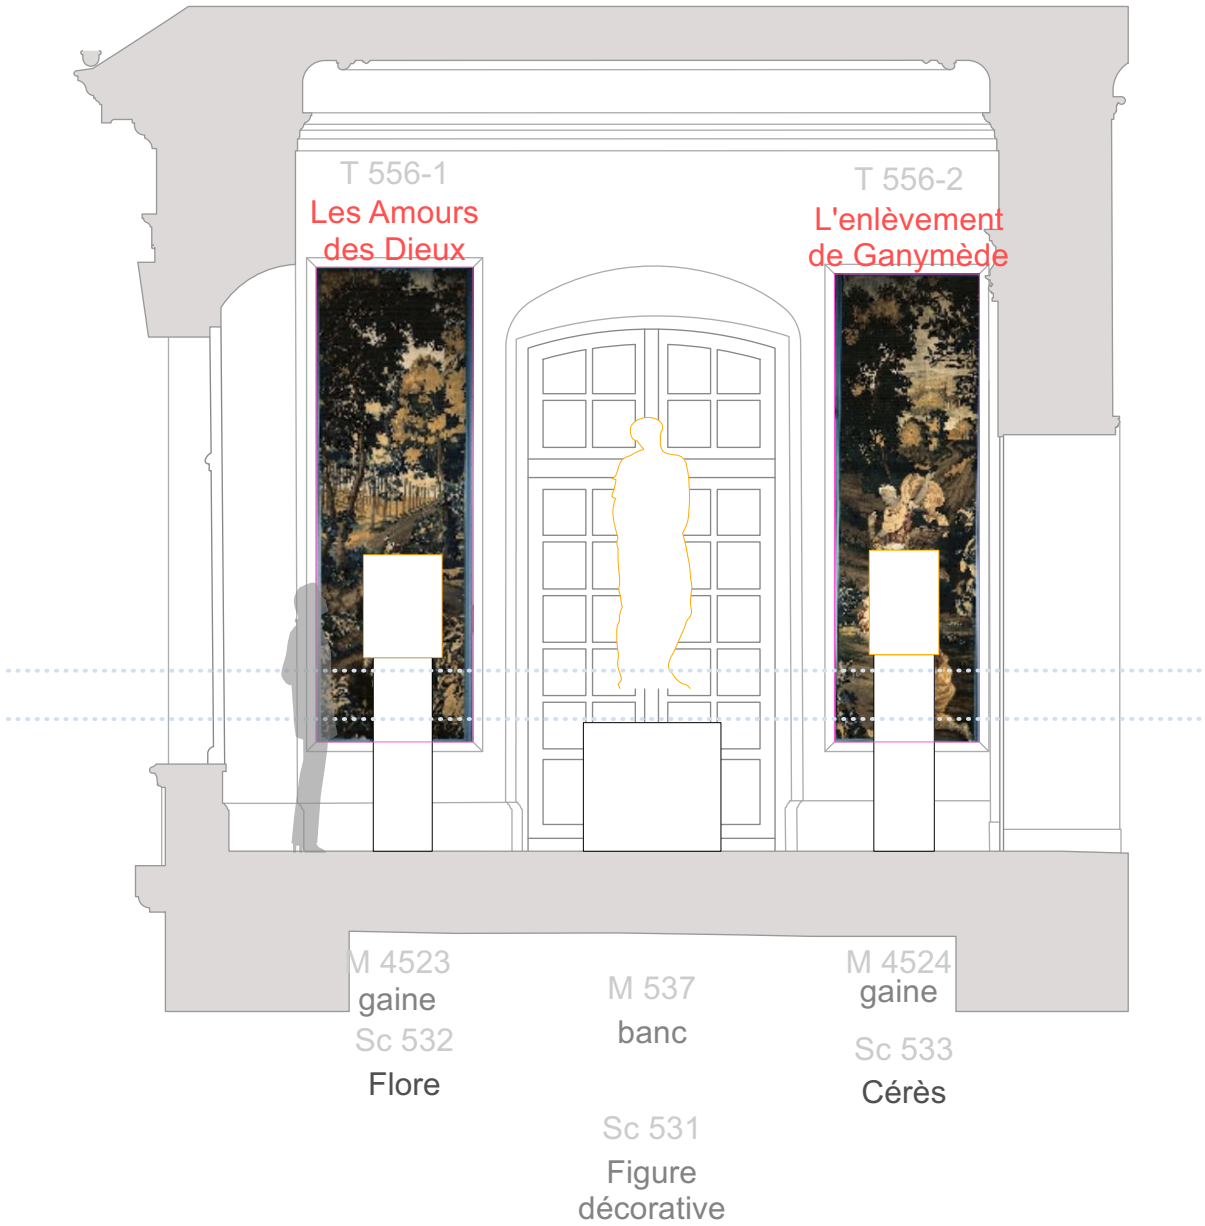 T 556-1
Les Amours
des Dieux
T 556-2
L'enlèvement
de Ganymède
M 4523
gaine
Sc 532
Flore
M 537
banc
Sc 531
Figure
décorative
M 4524
gaine
Sc 533
Cérès